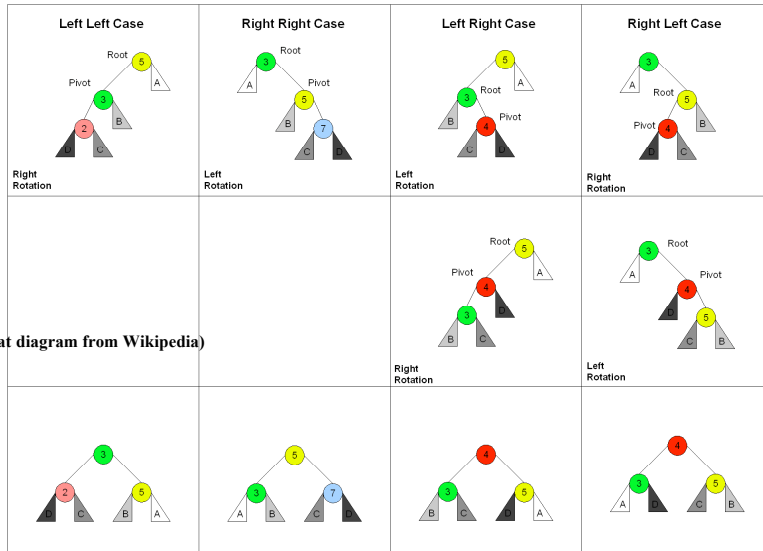 Left Left Case
Root
5
Pivot
A
3
B
2
D
C
Right
Rotation
Right Right Case
Root
3
A
Pivot
5
B
7
C
D
Left
Rotation
Left Right Case
5
A
3
Root
B
Pivot
4
C
D
Left
Rotation
Right Left Case
3
A
Root
5
B
Pivot
4
D
C
Right
Rotation
at diagram from Wikipedia)
Root
5
A
Pivot
4
D
3
B
C
Right
Rotation
3
Root
A
Pivot
4
D
5
C
B
Left
Rotation
3
2
5
D
C
B
A
5
3
7
A
B
C
D
4
3
5
B
C
D
A
4
3
5
A
D
C
B